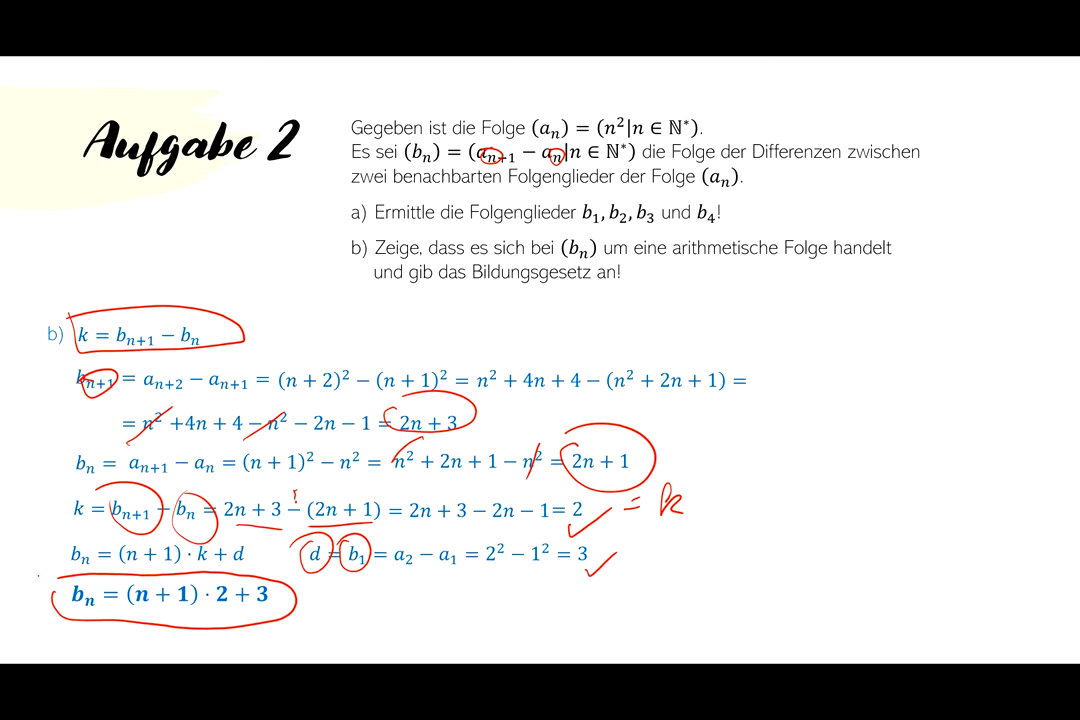 Aufgabe 2
Gegeben ist die Folge (aₙ) = (n²|n ∈ ℕ*).
Es sei (bₙ) = (aₙ₊₁ − aₙ|n ∈ ℕ*) die Folge der Differenzen zwischen
zwei benachbarten Folgenglieder der Folge (aₙ).
a) Ermittle die Folgenglieder b₁, b₂, b₃ und b₄!
b) Zeige, dass es sich bei (bₙ) um eine arithmetische Folge handelt
und gib das Bildungsgesetz an!
b) k = bₙ₊₁ − bₙ
bₙ₊₁ = aₙ₊₂ − aₙ₊₁ = (n + 2)² − (n + 1)² = n² + 4n + 4 − (n² + 2n + 1) =
= n² +4n + 4 − n² − 2n − 1 = 2n + 3
bₙ = aₙ₊₁ − aₙ = (n + 1)² − n² = n² + 2n + 1 − n² = 2n + 1
k = bₙ₊₁ − bₙ = 2n + 3 − (2n + 1) = 2n + 3 − 2n − 1= 2 = k
bₙ = (n + 1) · k + d d = b₁ = a₂ − a₁ = 2² − 1² = 3
bₙ = (n + 1) · 2 + 3